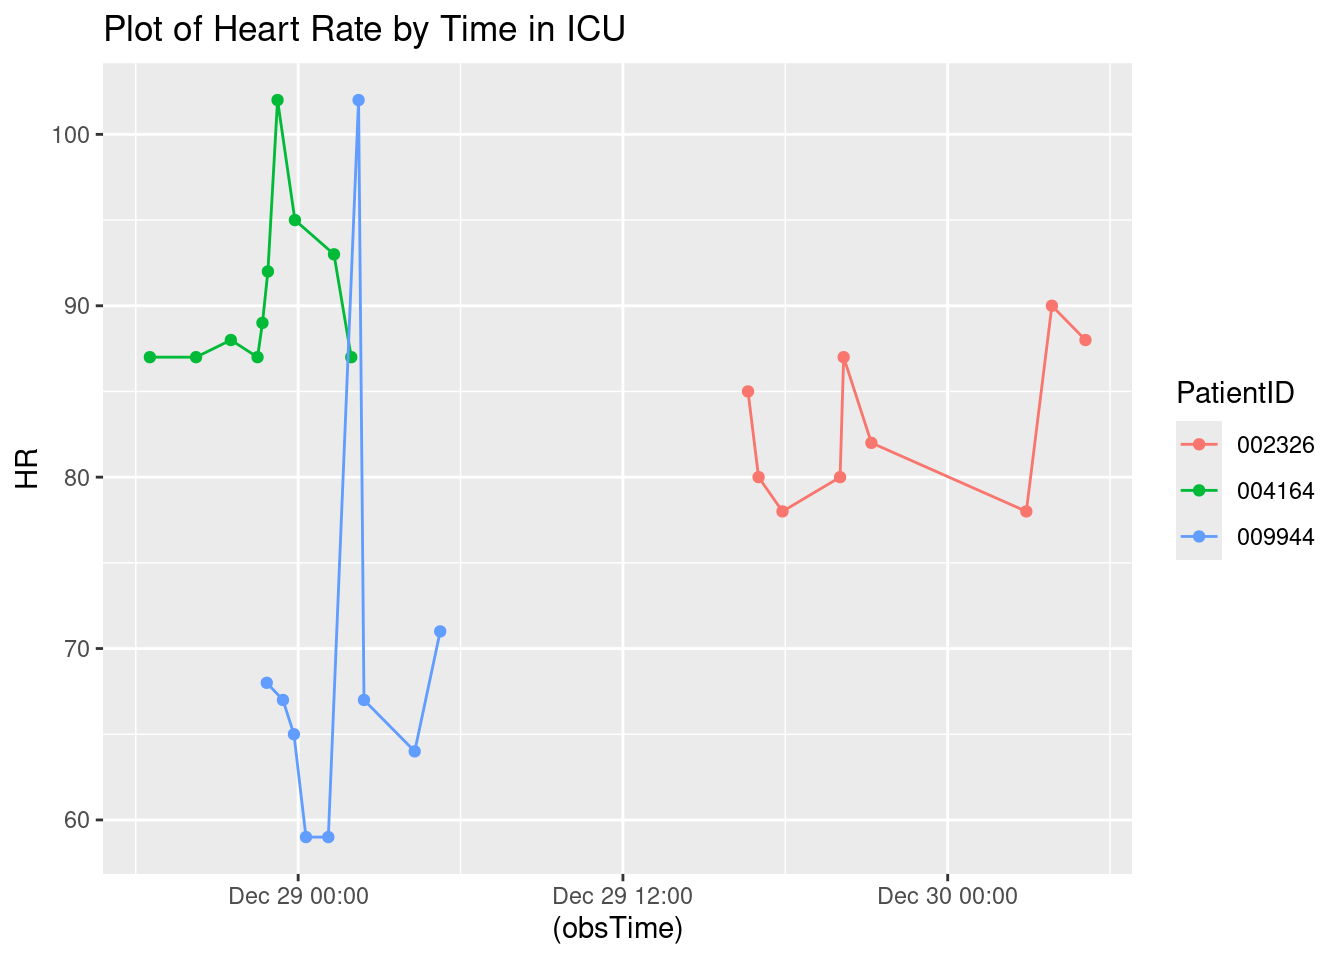 Plot of Heart Rate by Time in ICU
100
90
80
70
60
HR
Dec 29 00:00
Dec 29 12:00
Dec 30 00:00
(obsTime)
PatientID
002326
004164
009944